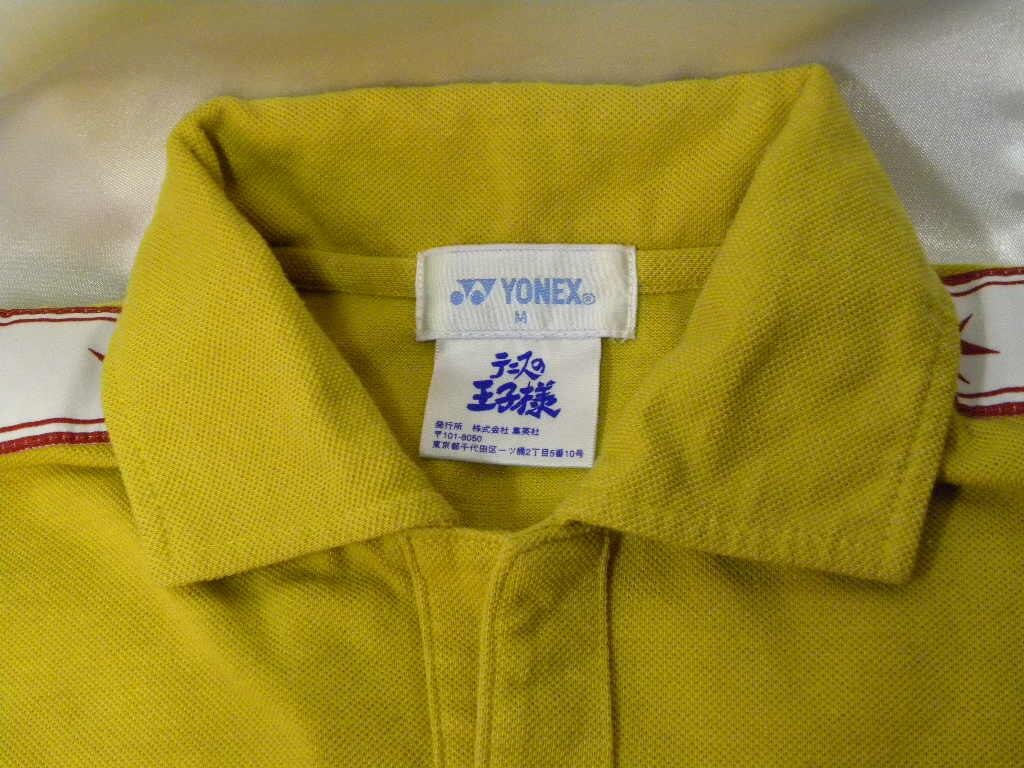 YONEX®
M
テニスの
王子様
発行所 株式会社 集英社
〒101-8050
東京都千代田区一ツ橋2丁目5番10号